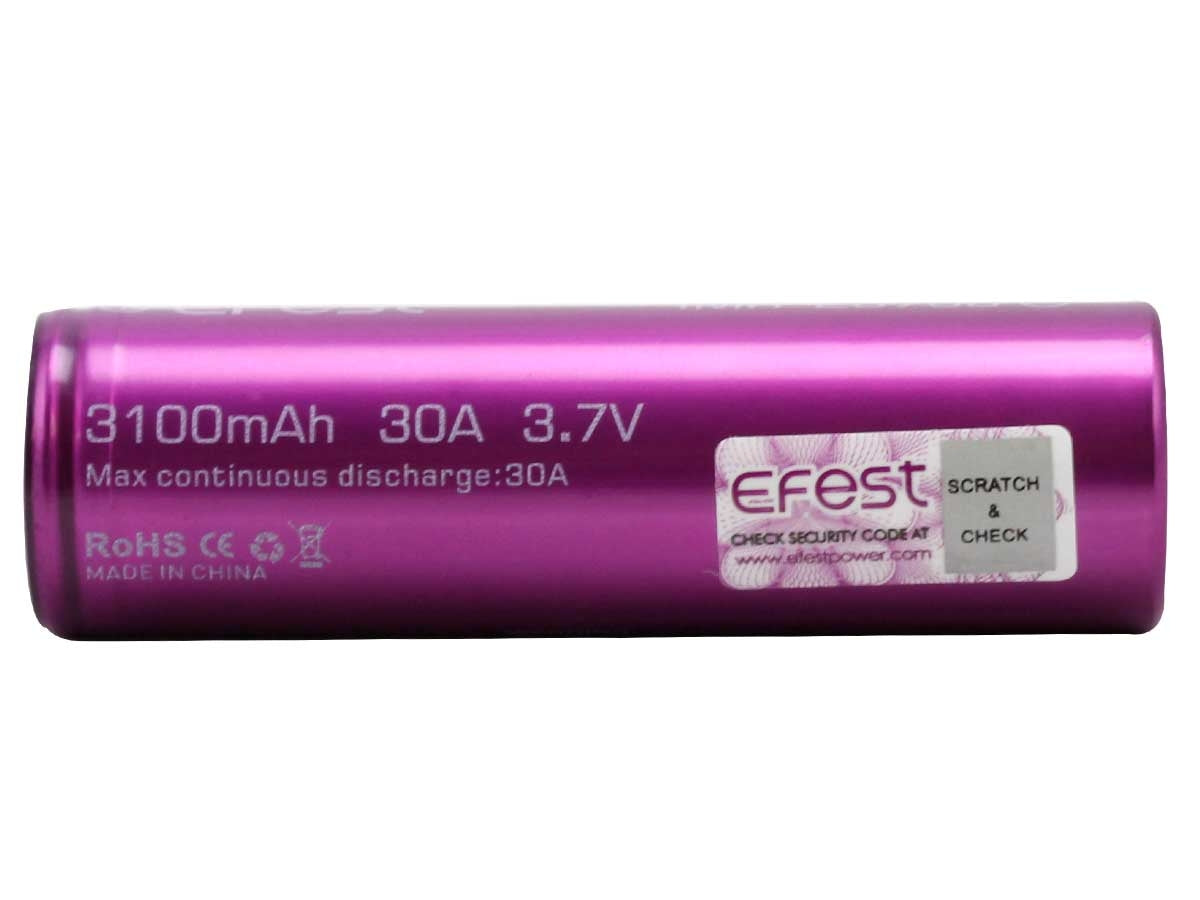 Efest
3100mAh 30A 3.7V
Max continuous discharge:30A
RoHS CE
MADE IN CHINA
EFEST
CHECK SECURITY CODE AT
www.efestpower.com
SCRATCH
&
CHECK